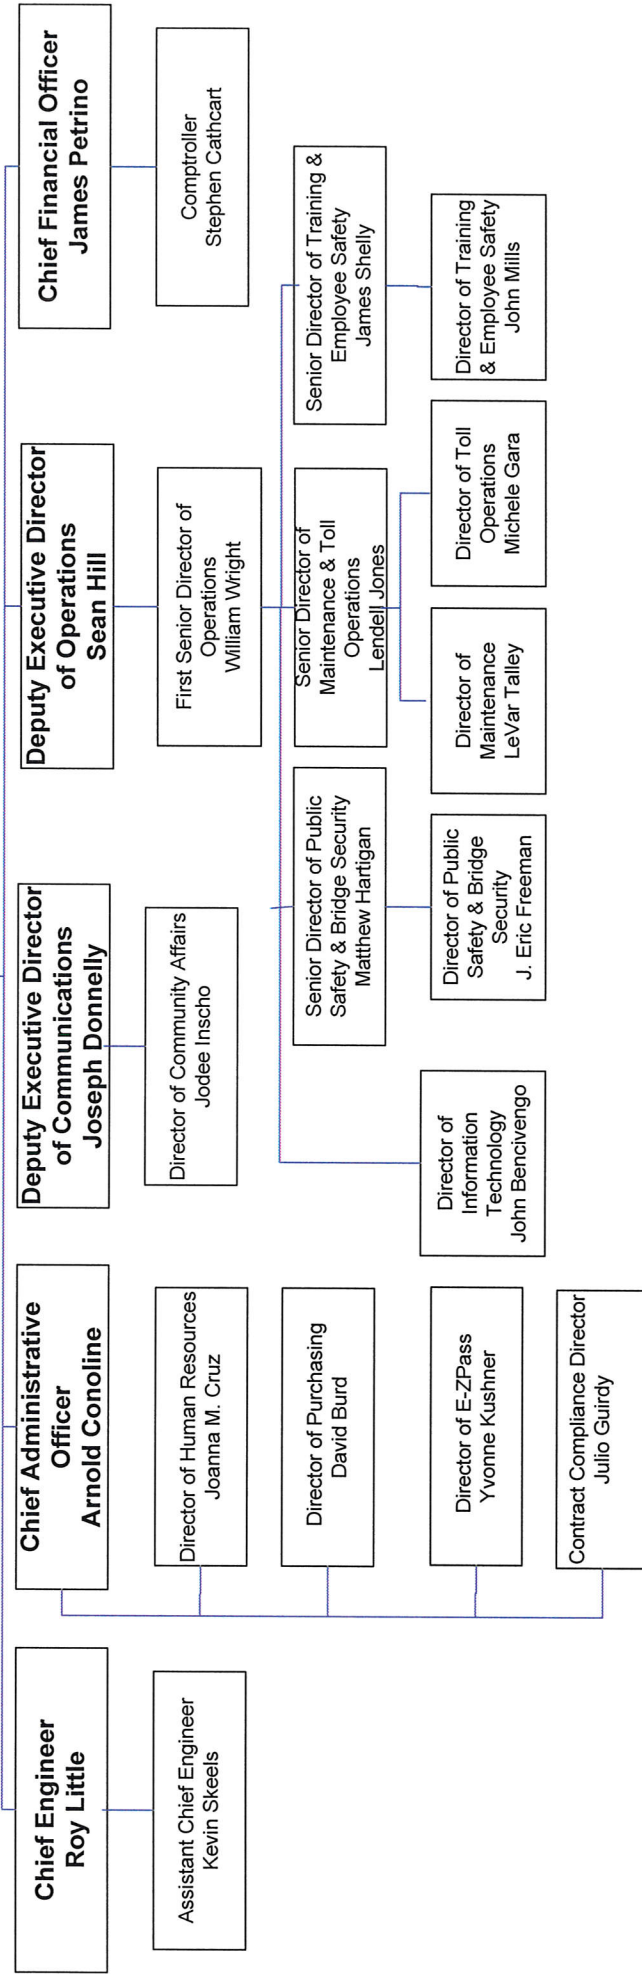 Chief Engineer
Roy Little
Assistant Chief Engineer
Kevin Skeels
Chief Administrative
Officer
Arnold Conoline
Director of Human Resources
Joanna M. Cruz
Director of Purchasing
David Burd
Director of E-ZPass
Yvonne Kushner
Contract Compliance Director
Julio Guirdy
Deputy Executive Director
of Communications
Joseph Donnelly
Director of Community Affairs
Jodee Inscho
Deputy Executive Director
of Operations
Sean Hill
First Senior Director of
Operations
William Wright
Director of
Information
Technology
John Bencivengo
Senior Director of Public
Safety & Bridge Security
Matthew Hartigan
Director of Public
Safety & Bridge
Security
J. Eric Freeman
Senior Director of
Maintenance & Toll
Operations
Lendell Jones
Director of
Maintenance
LeVar Talley
Director of Toll
Operations
Michele Gara
Senior Director of Training &
Employee Safety
James Shelly
Director of Training
& Employee Safety
John Mills
Chief Financial Officer
James Petrino
Comptroller
Stephen Cathcart